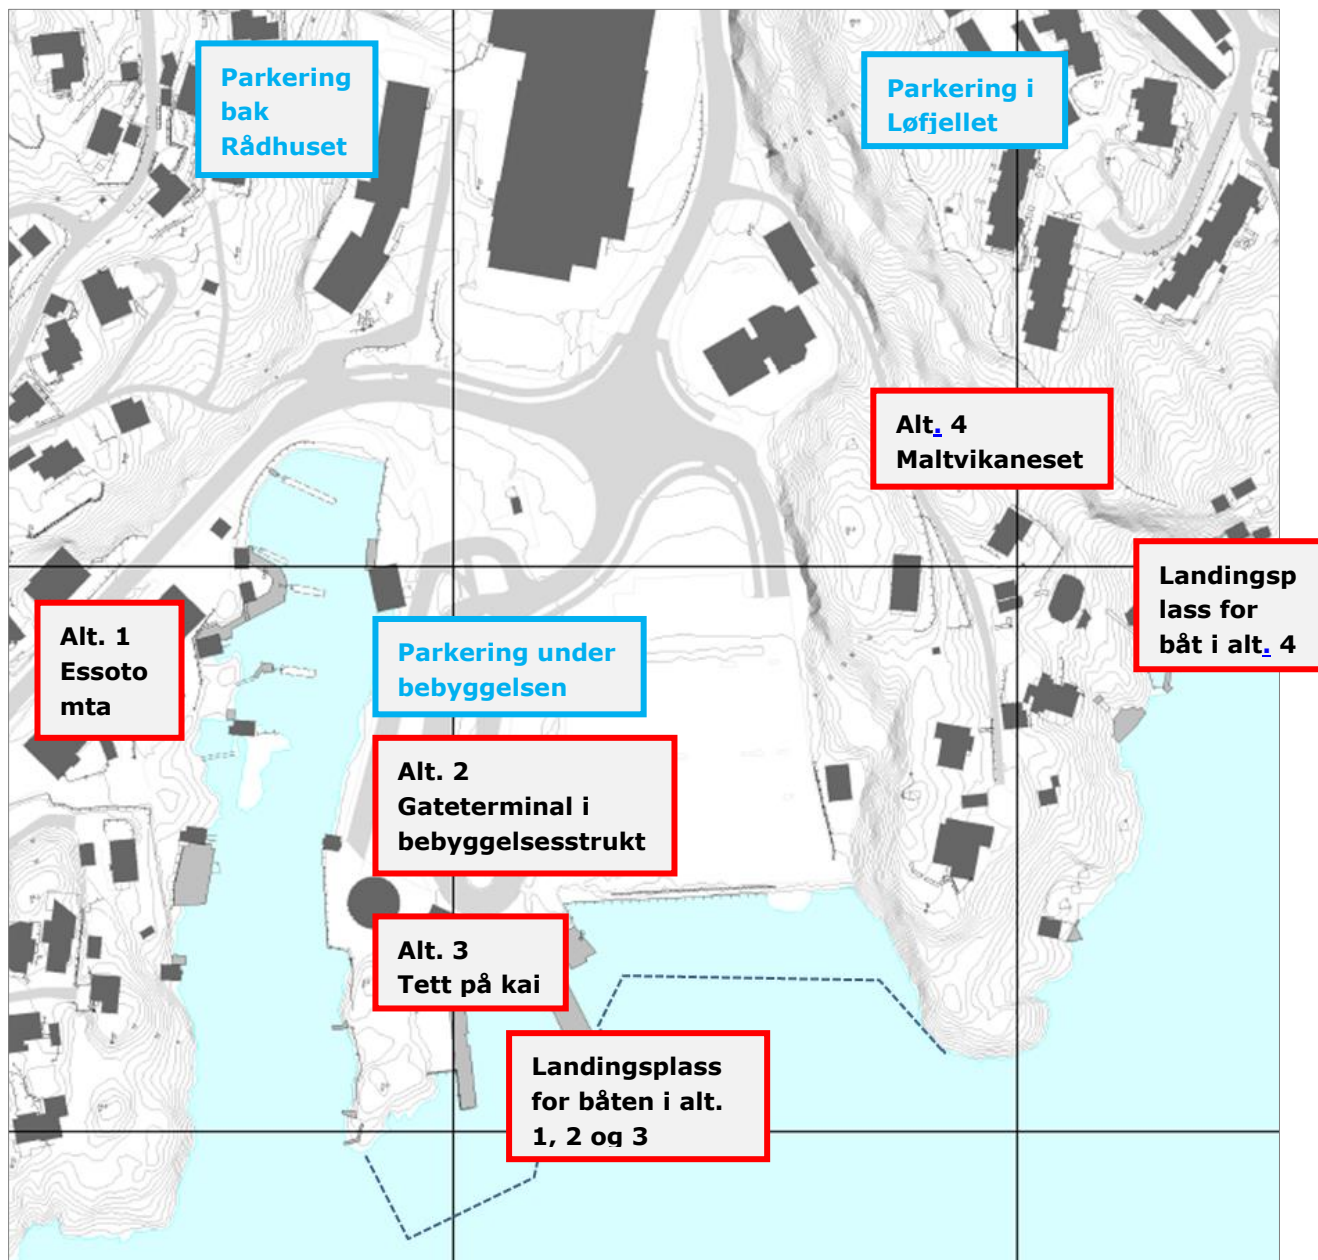 Parkering
bak
Rådhuset
Parkering i
Løfjellet
Alt. 4
Maltvikaneset
Landingsp
lass for
båt i alt. 4
Alt. 1
Essoto
mta
Parkering under
bebyggelsen
Alt. 2
Gateterminal i
bebyggelsesstrukt
Alt. 3
Tett på kai
Landingsplass
for båten i alt.
1, 2 og 3